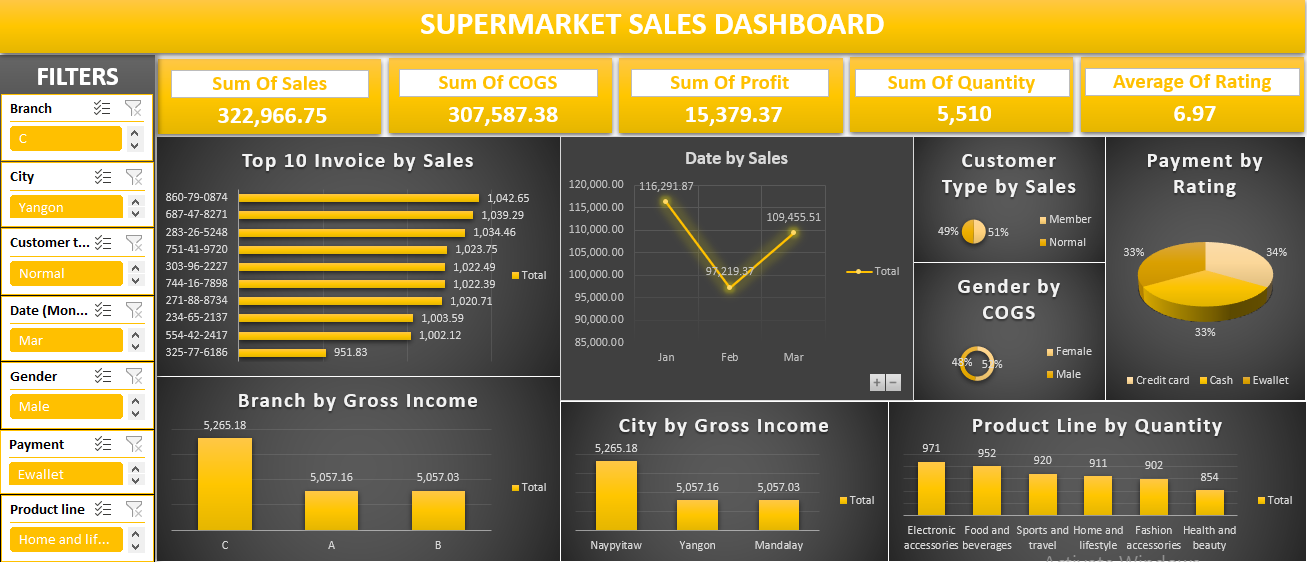 SUPERMARKET SALES DASHBOARD
FILTERS
Branch
C
City
Yangon
Customer t...
Normal
Date (Mon...
Mar
Gender
Male
Payment
Ewallet
Product line
Home and lif...
Sum Of Sales
322,966.75
Sum Of COGS
307,587.38
Sum Of Profit
15,379.37
Sum Of Quantity
5,510
Average Of Rating
6.97
Top 10 Invoice by Sales
860-79-0874 1,042.65
687-47-8271 1,039.29
283-26-5248 1,034.46
751-41-9720 1,023.75
303-96-2227 1,022.49
744-16-7898 1,022.39
271-88-8734 1,020.71
234-65-2137 1,003.59
554-42-2417 1,002.12
325-77-6186 951.83
Total
Date by Sales
120,000.00
115,000.00
110,000.00
105,000.00
100,000.00
95,000.00
90,000.00
85,000.00
116,291.87
97,219.37
109,455.51
Jan Feb Mar
Total
+ −
Customer
Type by Sales
49% 51%
Member
Normal
Gender by
COGS
48% 52%
Female
Male
Payment by
Rating
33% 34%
33%
Credit card Cash Ewallet
Branch by Gross Income
5,265.18
5,057.16 5,057.03
C A B
Total
City by Gross Income
5,265.18
5,057.16 5,057.03
Naypyitaw Yangon Mandalay
Total
Product Line by Quantity
971 952 920 911 902 854
Electronic Food and Sports and Home and Fashion Health and
accessories beverages travel lifestyle accessories beauty
Total
Activate Windows